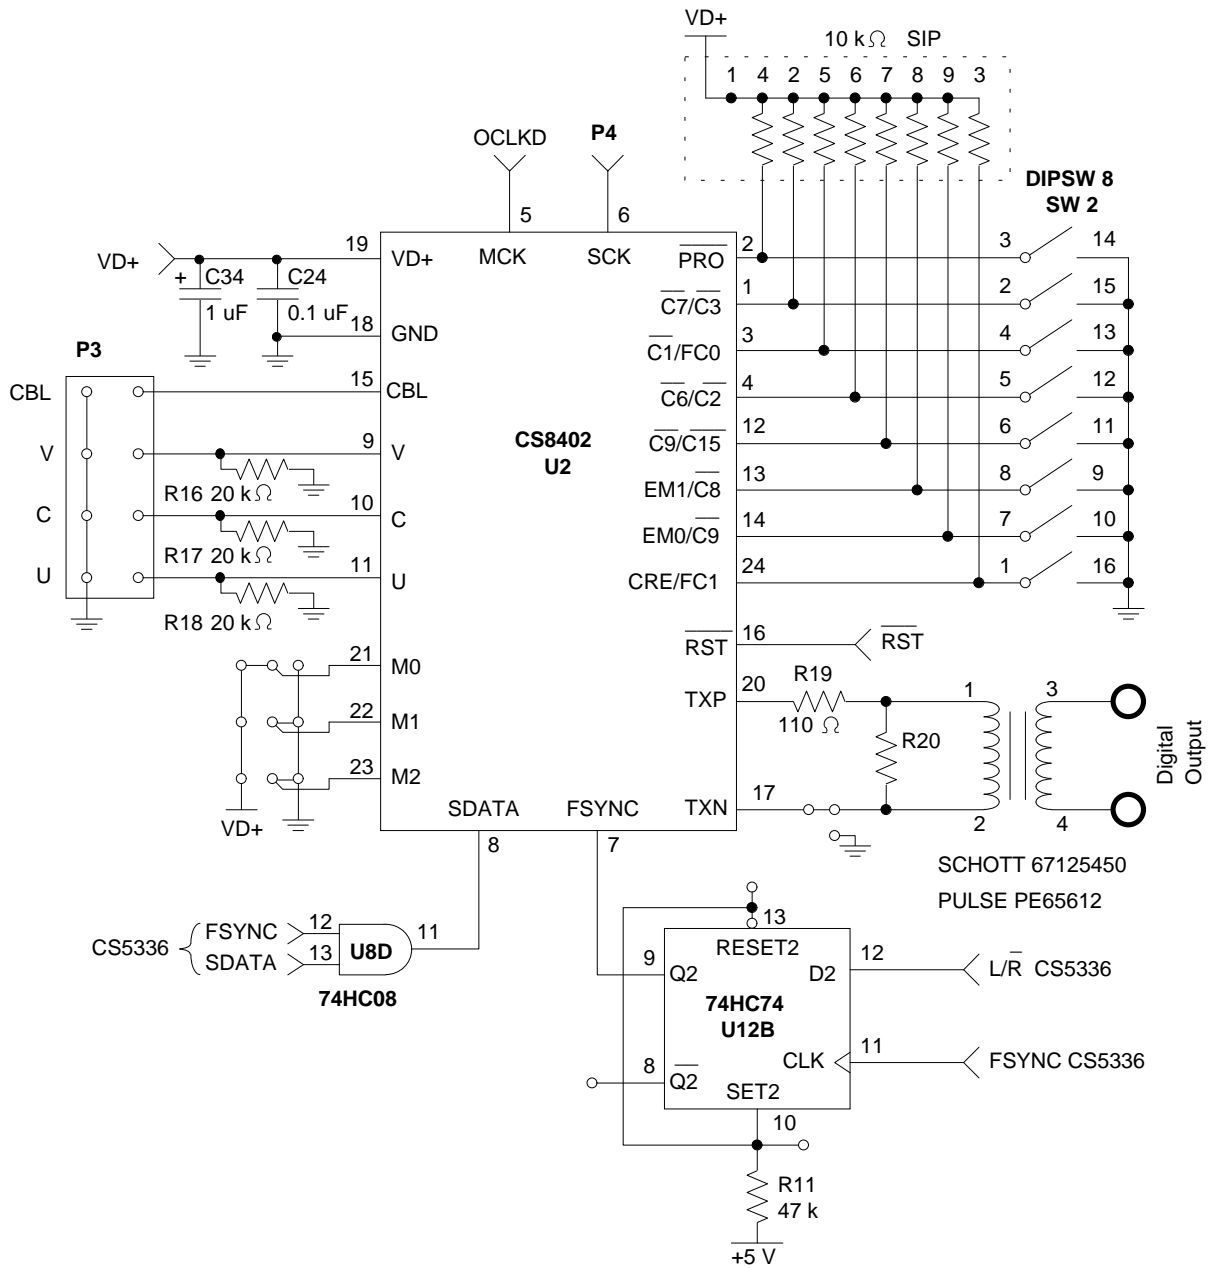 VD+
10 kΩ SIP
1 4 2 5 6 7 8 9 3
OCLKD
P4
DIPSW 8
SW 2
5
6
VD+
19
VD+
MCK
SCK
PRO
2
3
14
+
C34
C24
1 uF
0.1 uF
18
GND
C7/C3
1
2
15
P3
C1/FC0
3
4
13
CBL
15
CBL
C6/C2
4
5
12
V
9
V
CS8402
U2
C9/C15
12
6
11
R16 20 kΩ
EM1/C8
13
8
9
C
10
C
R17 20 kΩ
EM0/C9
14
7
10
U
11
U
CRE/FC1
24
1
16
R18 20 kΩ
RST
16
RST
21
M0
TXP
20
R19
110 Ω
1
3
22
M1
R20
Digital
Output
23
M2
SDATA
FSYNC
TXN
17
2
4
VD+
8
7
SCHOTT 67125450
PULSE PE65612
CS5336
FSYNC
12
SDATA
13
U8D
11
74HC08
13
RESET2
9
Q2
D2
12
L/R CS5336
74HC74
U12B
8
Q2
CLK
11
FSYNC CS5336
SET2
10
R11
47 k
+5 V